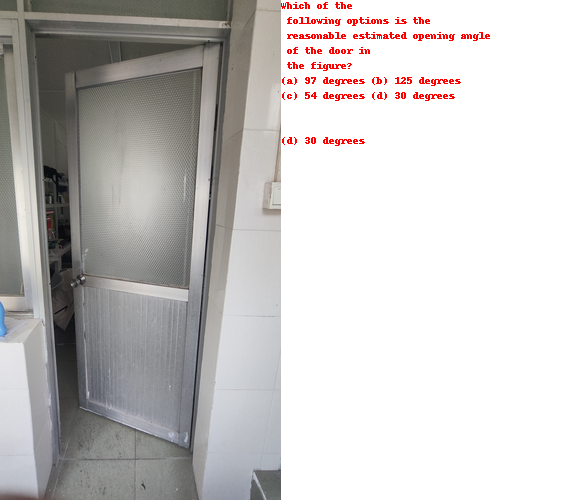 Which of the
following options is the
reasonable estimated opening angle
of the door in
the figure?
(a) 97 degrees (b) 125 degrees
(c) 54 degrees (d) 30 degrees
(d) 30 degrees